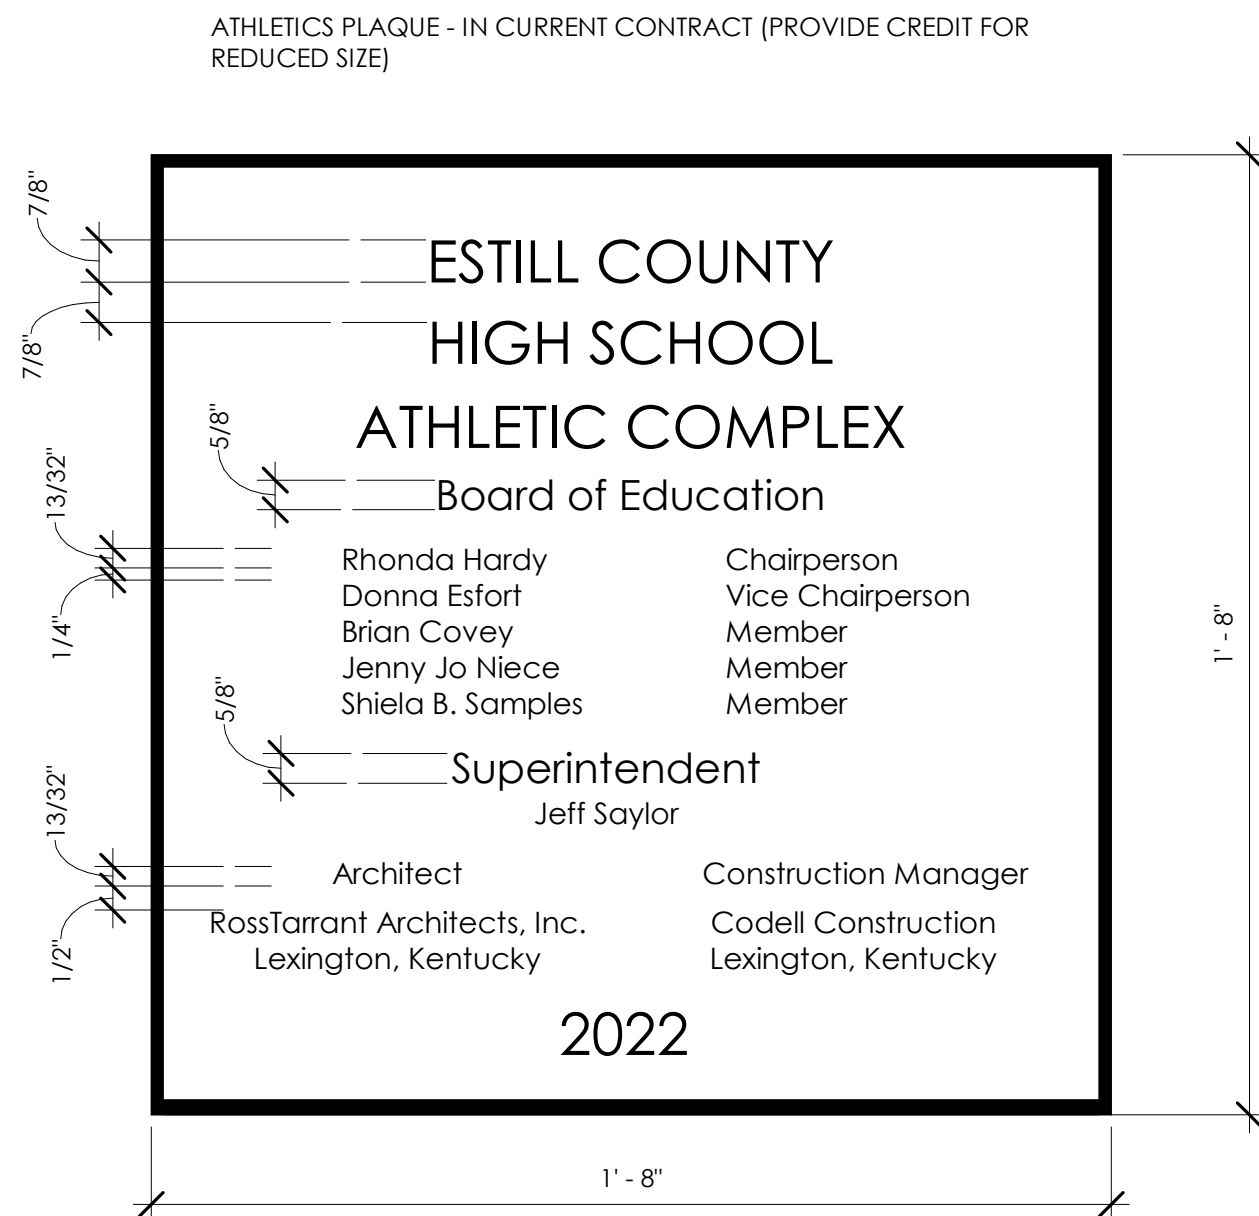 ATHLETICS PLAQUE - IN CURRENT CONTRACT (PROVIDE CREDIT FOR
REDUCED SIZE)
7/8"
7/8"
ESTILL COUNTY
HIGH SCHOOL
ATHLETIC COMPLEX
5/8"
Board of Education
13/32"
1/4"
Rhonda Hardy Chairperson
Donna Esfort Vice Chairperson
Brian Covey Member
Jenny Jo Niece Member
Shiela B. Samples Member
1' - 8"
5/8"
Superintendent
Jeff Saylor
13/32"
1/2"
Architect Construction Manager
RossTarrant Architects, Inc. Codell Construction
Lexington, Kentucky Lexington, Kentucky
2022
1' - 8"